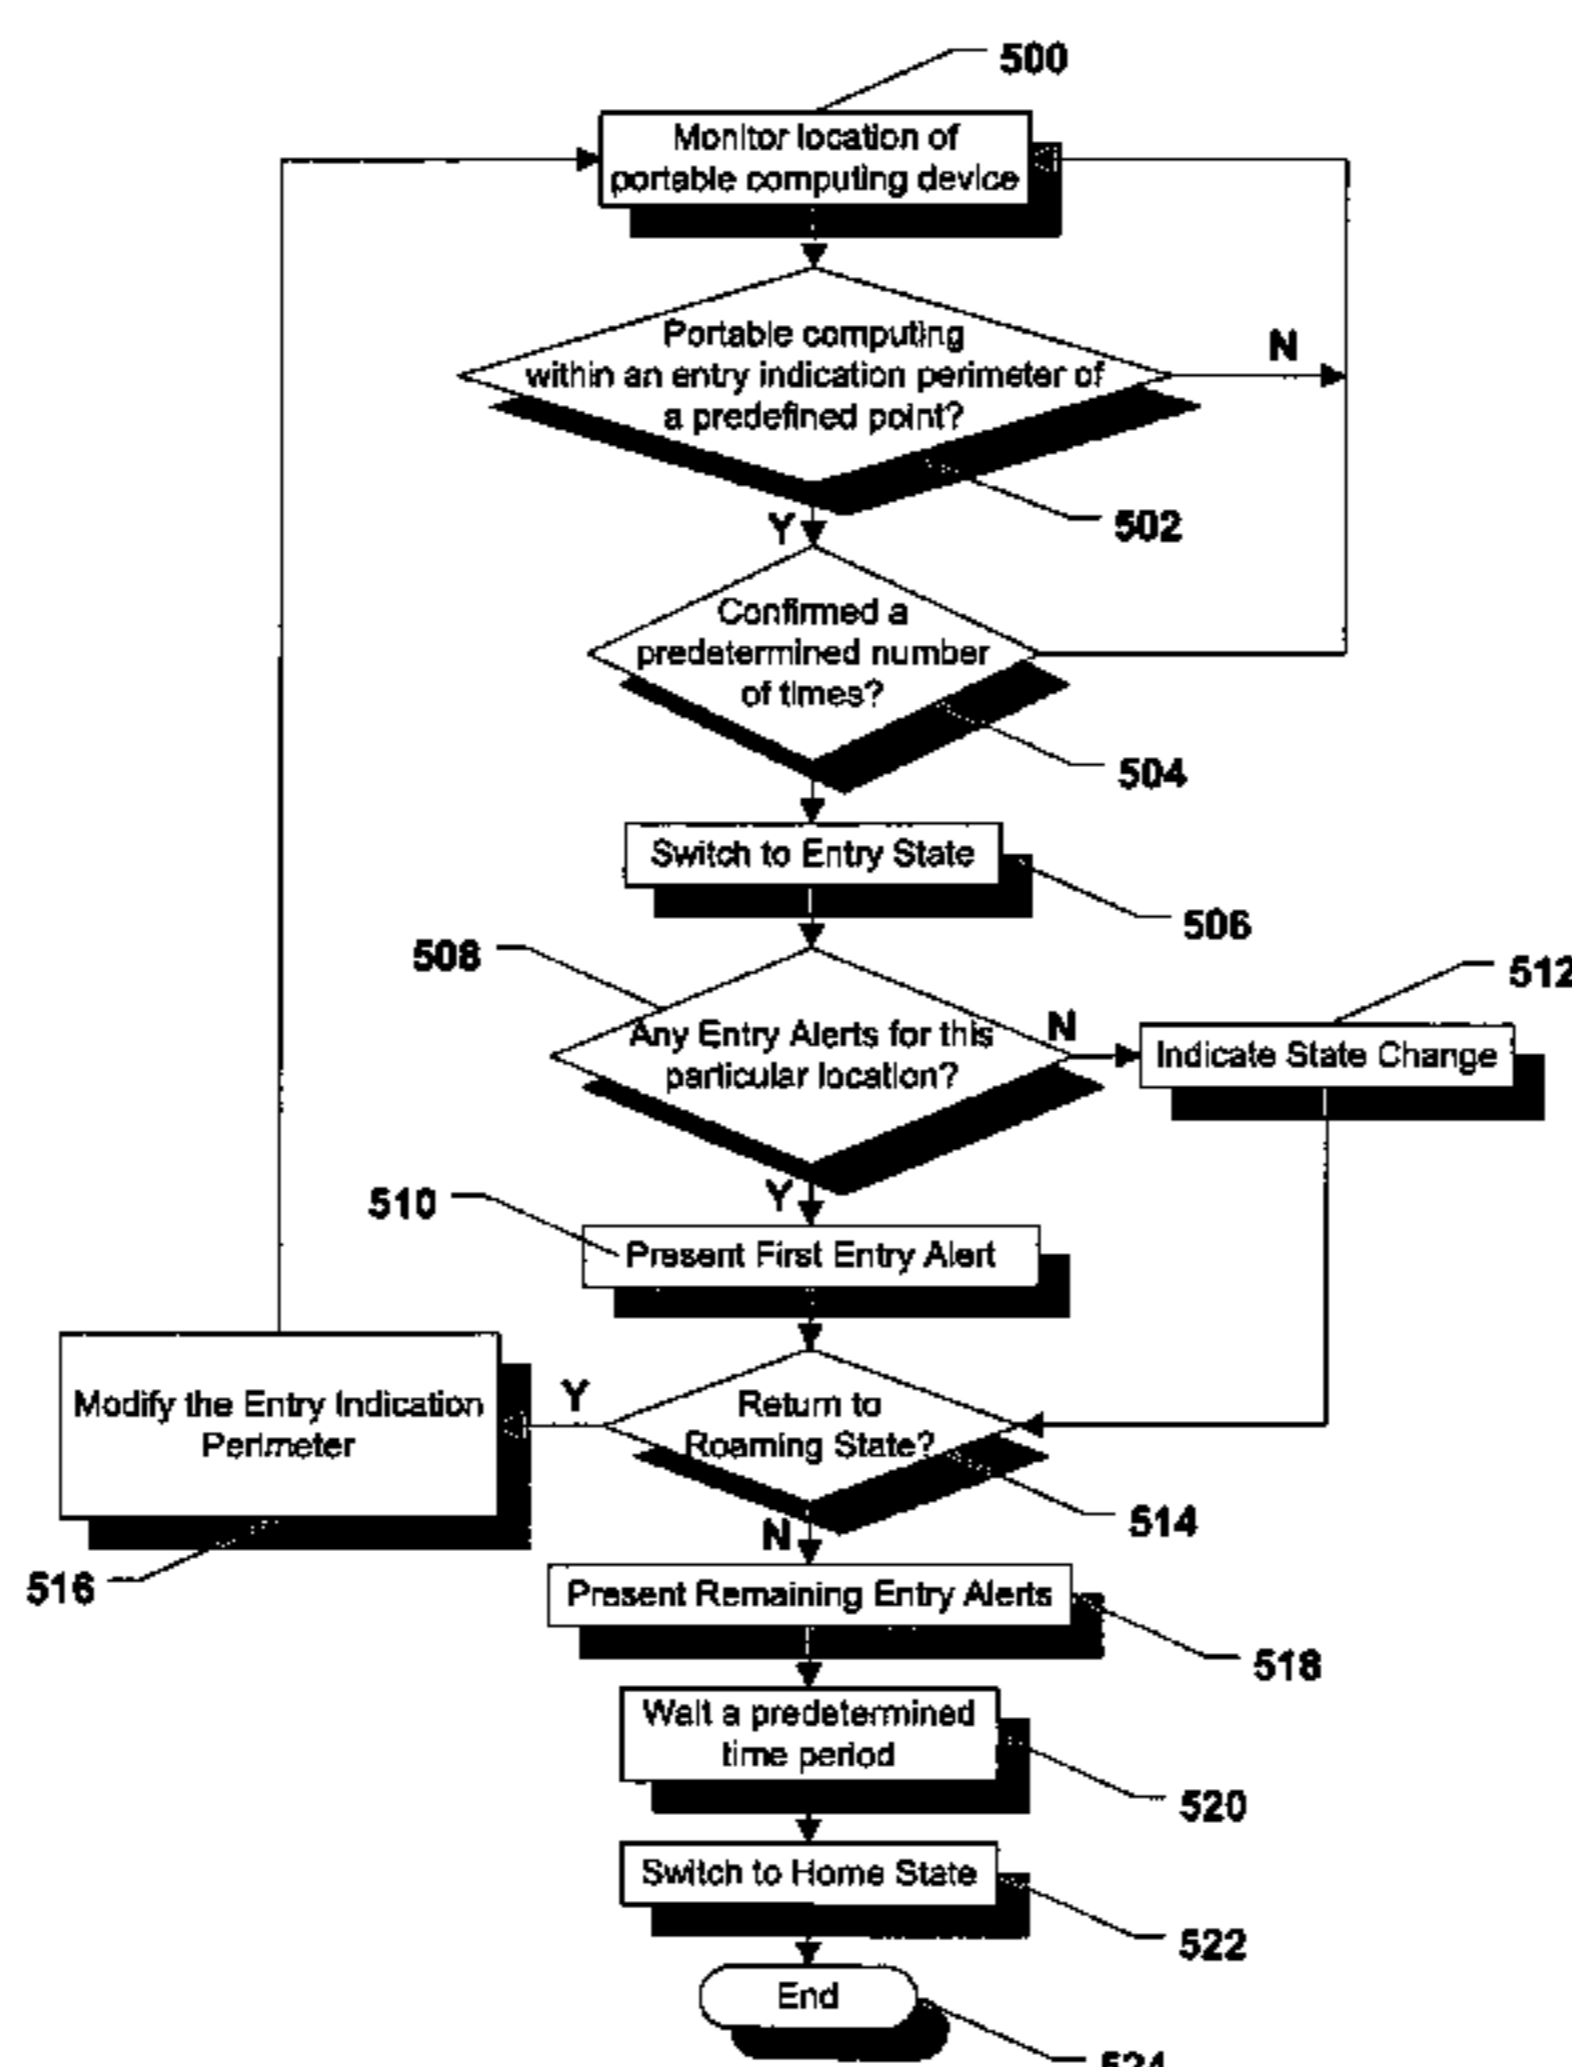 500
Monitor location of
portable computing device
Portable computing
within an entry indication perimeter of
a predefined point?
N
502
Y
Confirmed a
predetermined number
of times?
504
Switch to Entry State
506
508
Any Entry Alerts for this
particular location?
N
512
Indicate State Change
Y
510
Present First Entry Alert
Modify the Entry Indication
Perimeter
Y
Return to
Roaming State?
514
N
516
Present Remaining Entry Alerts
518
Wait a predetermined
time period
520
Switch to Home State
522
End
524